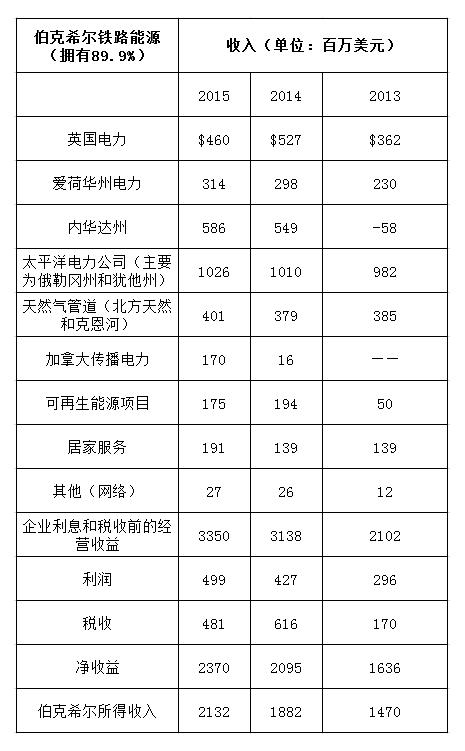 伯克希尔铁路能源
（拥有89.9%）
收入（单位：百万美元）
2015 2014 2013
英国电力 $460 $527 $362
爱荷华州电力 314 298 230
内华达州 586 549 -58
太平洋电力公司（主要
为俄勒冈州和犹他州） 1026 1010 982
天然气管道（北方天然
和克恩河） 401 379 385
加拿大传播电力 170 16 ——
可再生能源项目 175 194 50
居家服务 191 139 139
其他（网络） 27 26 12
企业利息和税收前的经
营收益 3350 3138 2102
利润 499 427 296
税收 481 616 170
净收益 2370 2095 1636
伯克希尔所得收入 2132 1882 1470